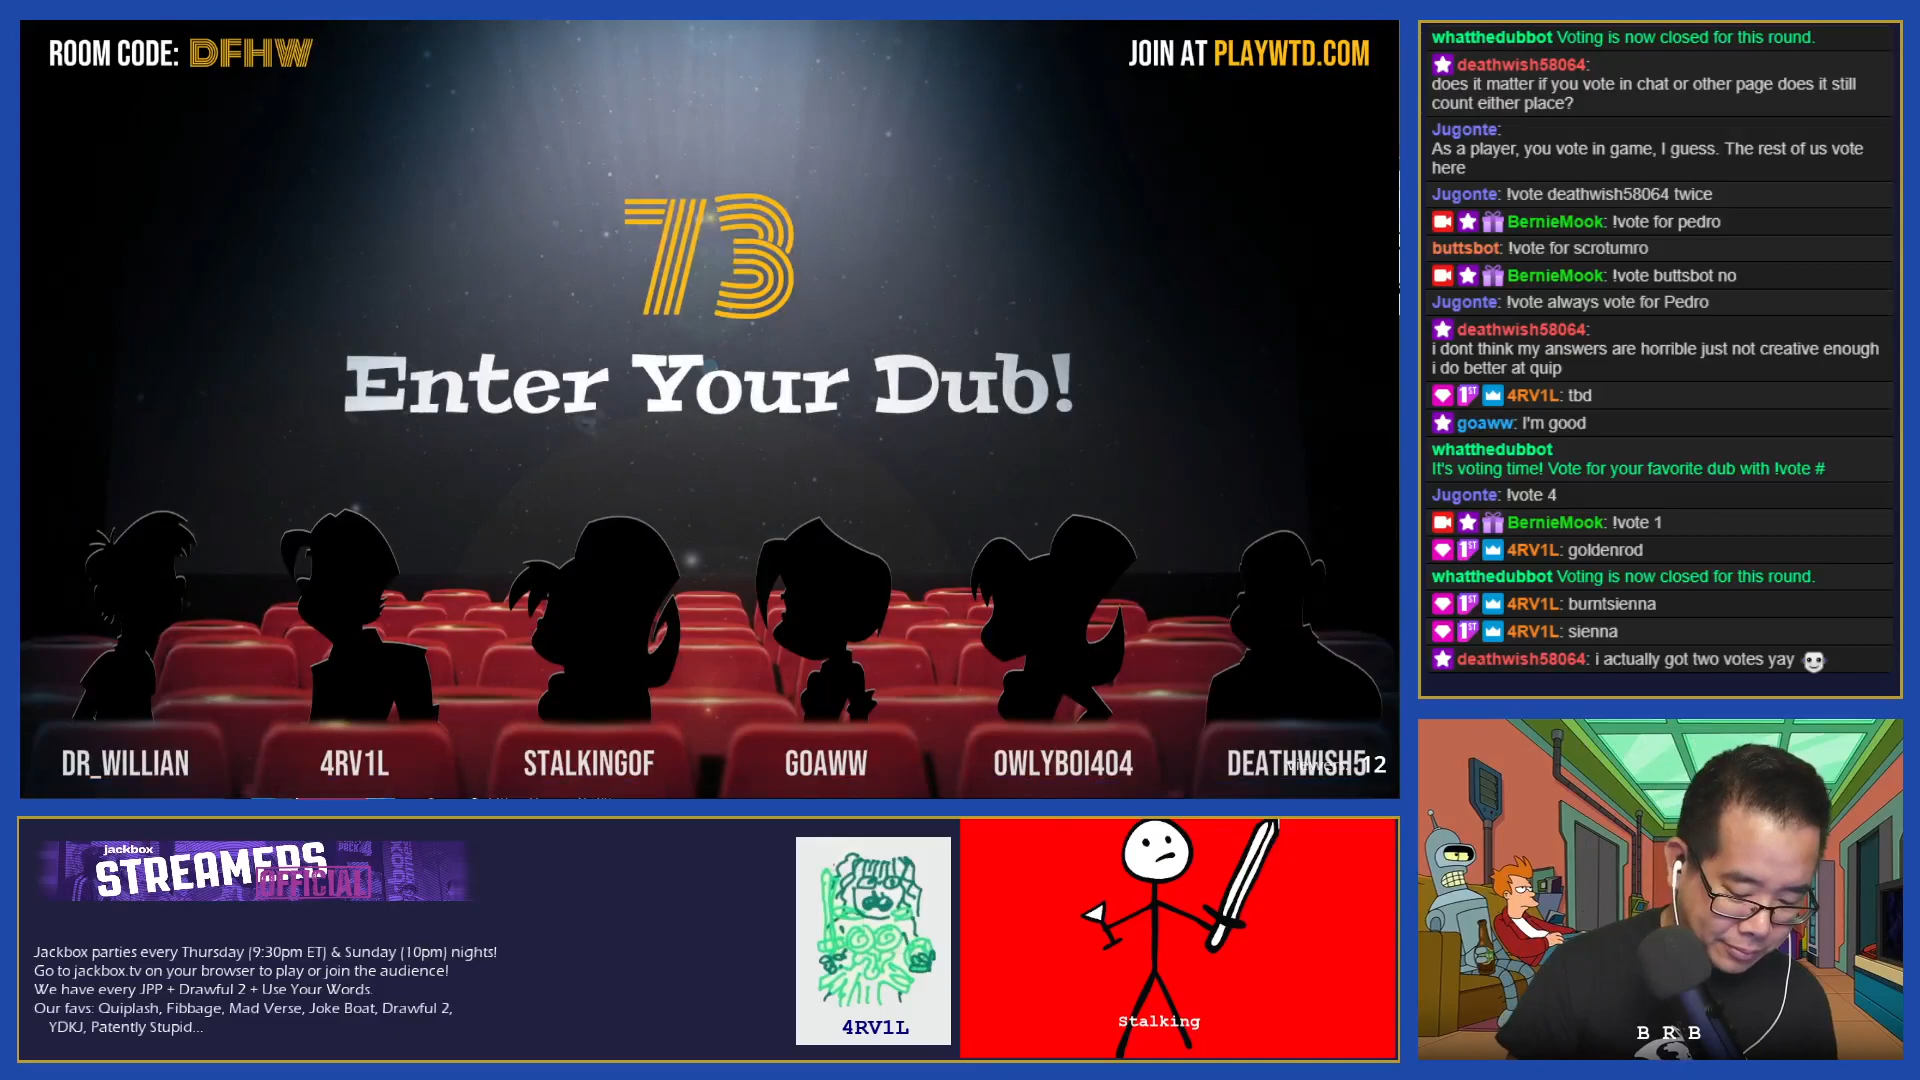 ROOM CODE: DFHW
JOIN AT PLAYWTD.COM
73
Enter Your Dub!
DR_WILLIAN
4RV1L
STALKINGOF
GOAWW
OWLYBOI404
DEATHWISH5
12
whatthedubbot Voting is now closed for this round.
deathwish58064:
does it matter if you vote in chat or other page does it still
count either place?
Jugonte:
As a player, you vote in game, I guess. The rest of us vote
here
Jugonte: !vote deathwish58064 twice
BernieMook: !vote for pedro
buttsbot: !vote for scrotumro
BernieMook: !vote buttsbot no
Jugonte: !vote always vote for Pedro
deathwish58064:
i dont think my answers are horrible just not creative enough
i do better at quip
1ST 4RV1L: tbd
goaww: I'm good
whatthedubbot
It's voting time! Vote for your favorite dub with !vote #
Jugonte: !vote 4
BernieMook: !vote 1
1ST 4RV1L: goldenrod
whatthedubbot Voting is now closed for this round.
1ST 4RV1L: burntsienna
1ST 4RV1L: sienna
deathwish58064: i actually got two votes yay
jackbox
STREAMERS
OFFICIAL
Jackbox parties every Thursday (9:30pm ET) & Sunday (10pm) nights!
Go to jackbox.tv on your browser to play or join the audience!
We have every JPP + Drawful 2 + Use Your Words.
Our favs: Quiplash, Fibbage, Mad Verse, Joke Boat, Drawful 2,
YDKJ, Patently Stupid...
4RV1L
Stalking
B R B